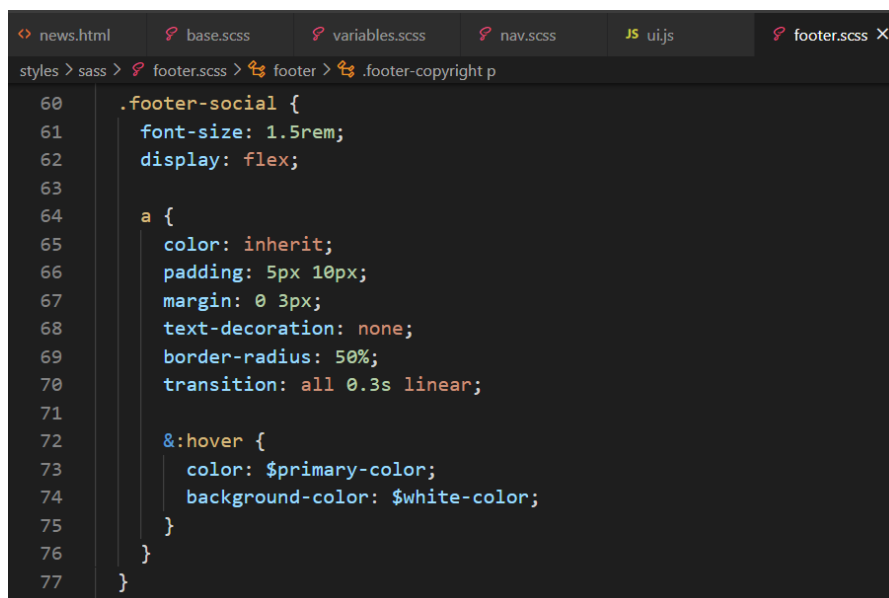 news.html base.scss variables.scss nav.scss JS ui.js footer.scss ×
styles > sass > footer.scss > footer > .footer-copyright p
60 .footer-social {
61 font-size: 1.5rem;
62 display: flex;
63
64 a {
65 color: inherit;
66 padding: 5px 10px;
67 margin: 0 3px;
68 text-decoration: none;
69 border-radius: 50%;
70 transition: all 0.3s linear;
71
72 &:hover {
73 color: $primary-color;
74 background-color: $white-color;
75 }
76 }
77 }